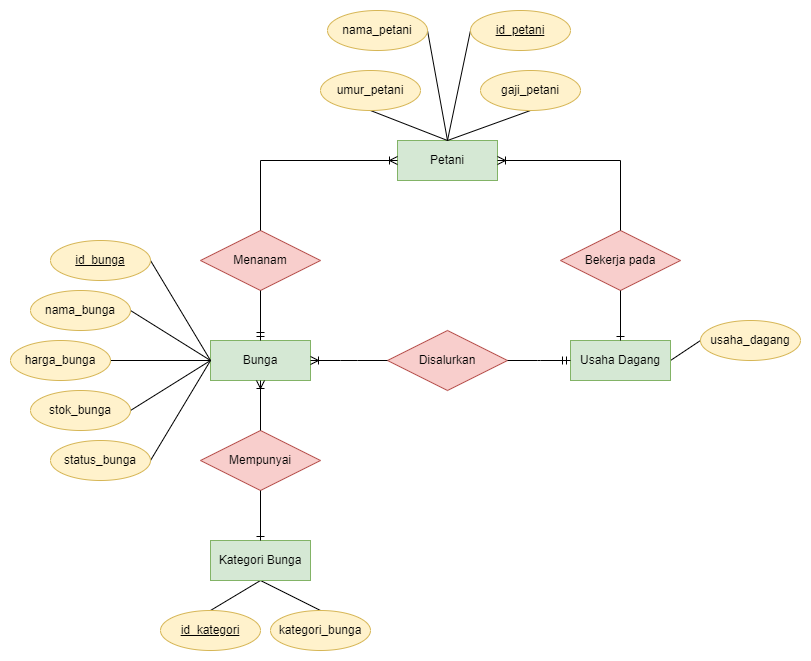 nama_petani
id_petani
umur_petani
gaji_petani
Petani
Menanam
Bekerja pada
id_bunga
nama_bunga
harga_bunga
stok_bunga
status_bunga
Bunga
Disalurkan
Usaha Dagang
usaha_dagang
Mempunyai
Kategori Bunga
id_kategori
kategori_bunga